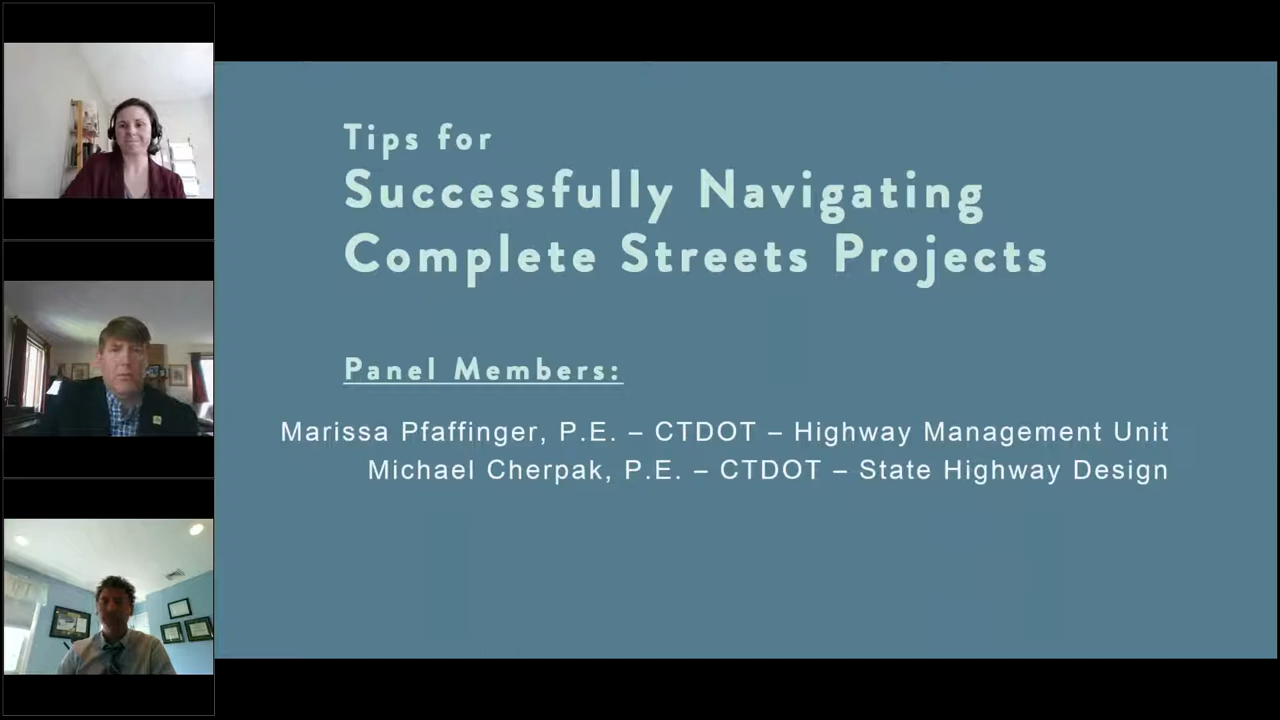 Tips for
Successfully Navigating
Complete Streets Projects
Panel Members:
Marissa Pfaffinger, P.E. – CTDOT – Highway Management Unit
Michael Cherpak, P.E. – CTDOT – State Highway Design